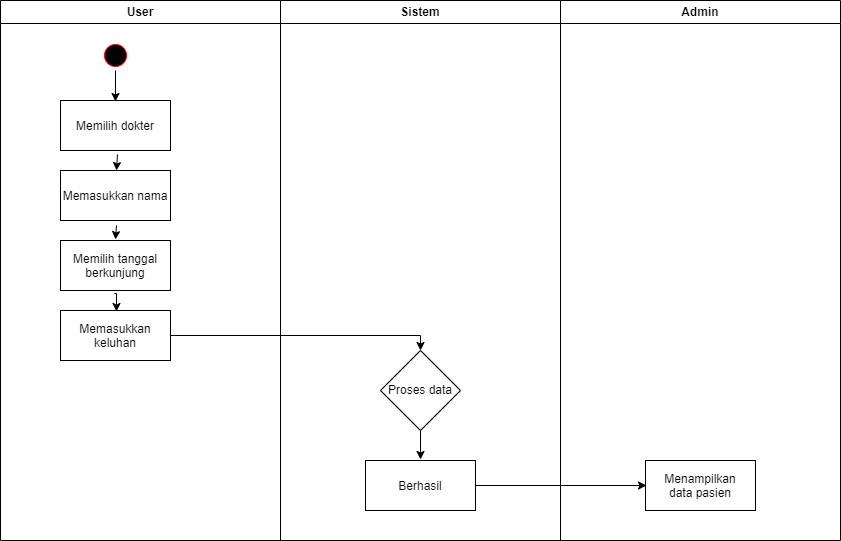 User
Sistem
Admin
Memilih dokter
Memasukkan nama
Memilih tanggal
berkunjung
Memasukkan
keluhan
Proses data
Berhasil
Menampilkan
data pasien